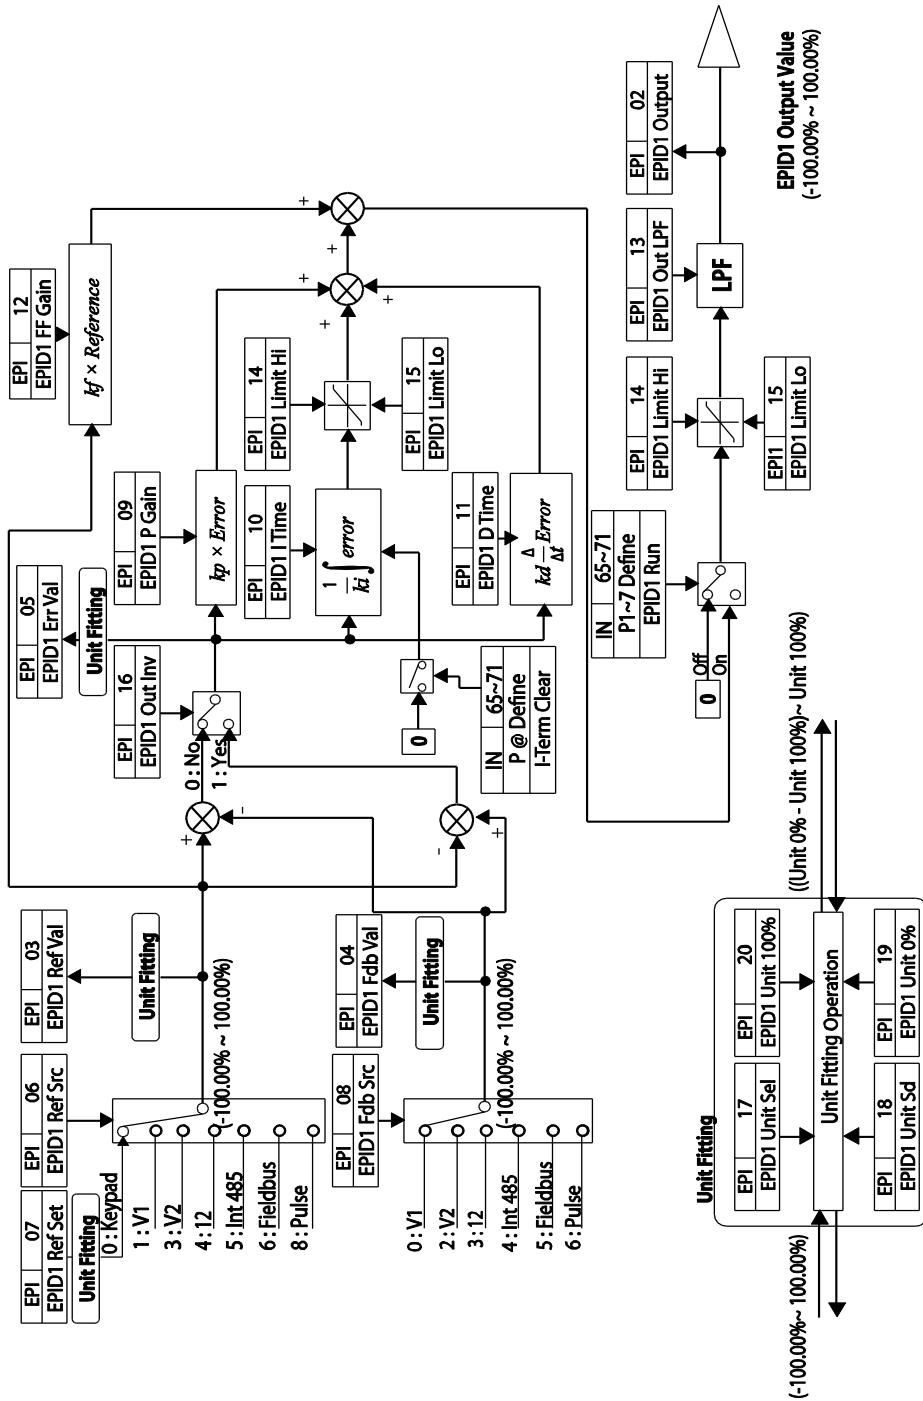 EPI 07
EPID1 Ref Set
Unit Fitting
EPI 06
EPID1 Ref Src
EPI 03
EPID1 Ref Val
Unit Fitting
0 : Keypad
1 : V1
3 : V2
4 : 12
5 : Int 485
6 : Fieldbus
8 : Pulse
(-100.00% ~ 100.00%)
EPI 08
EPID1 Fdb Src
EPI 04
EPID1 Fdb Val
Unit Fitting
0 : V1
2 : V2
3 : 12
4 : Int 485
5 : Fieldbus
6 : Pulse
(-100.00% ~ 100.00%)
+
-
-
+
EPI 05
EPID1 Err Val
Unit Fitting
EPI 16
EPID1 Out Inv
0 : No
1 : Yes
EPI 12
EPID1 FF Gain
kf × Reference
EPI 09
EPID1 P Gain
kp × Error
EPI 10
EPID1 I Time
1/ki ∫ error
EPI 14
EPID1 Limit Hi
EPI 15
EPID1 Limit Lo
EPI 11
EPID1 D Time
kd Δ/Δt Error
0
IN 65~71
P @ Define
I-Term Clear
+
+
+
+
+
IN 65~71
P1~7 Define
EPID1 Run
0
Off
On
EPI 14
EPID1 Limit Hi
EPI1 15
EPID1 Limit Lo
EPI 13
EPID1 Out LPF
LPF
EPI 02
EPID1 Output
EPID1 Output Value
(-100.00% ~ 100.00%)
Unit Fitting
EPI 17
EPID1 Unit Sel
EPI 20
EPID1 Unit 100%
Unit Fitting Operation
EPI 18
EPID1 Unit Sd
EPI 19
EPID1 Unit 0%
(-100.00%~ 100.00%)
((Unit 0% - Unit 100%)~ Unit 100%)